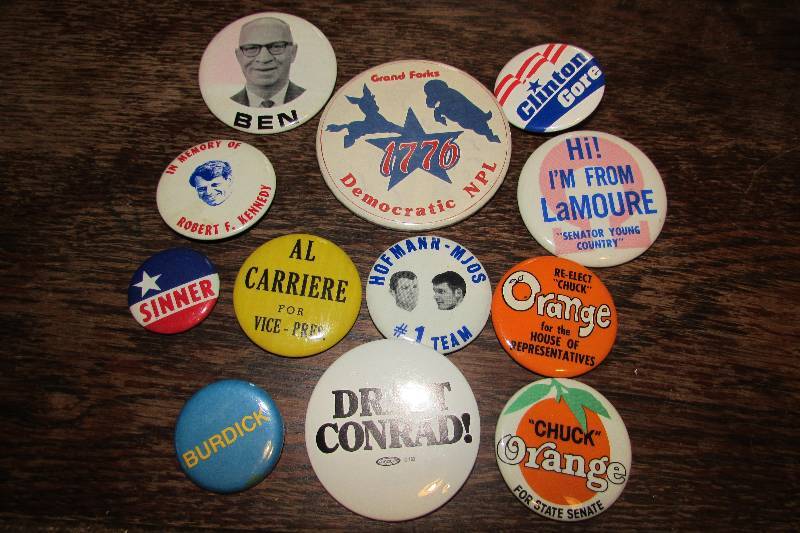 BEN
Grand Forks
1776
Democratic NPL
Clinton
Gore
IN MEMORY OF
ROBERT F. KENNEDY
Hi!
I'M FROM
LaMOURE
"SENATOR YOUNG
COUNTRY"
SINNER
AL
CARRIERE
FOR
VICE-PRES.
HOFMANN-MJOS
#1 TEAM
RE-ELECT
"CHUCK"
Orange
for the
HOUSE OF
REPRESENTATIVES
BURDICK
DRAFT
CONRAD!
"CHUCK"
Orange
FOR STATE SENATE